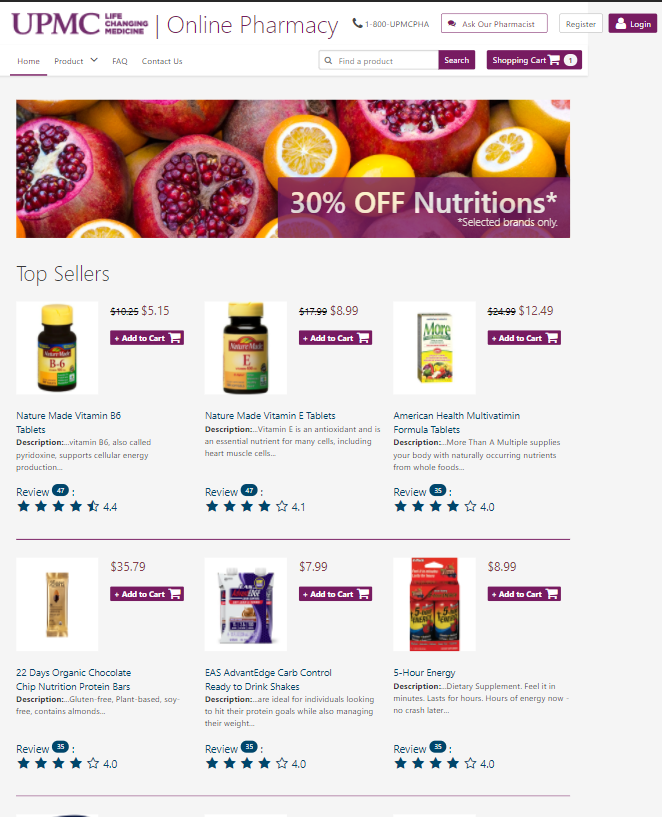 UPMC LIFE CHANGING MEDICINE | Online Pharmacy 1-800-UPMCPHA Ask Our Pharmacist Register Login
Home Product FAQ Contact Us Find a product Search Shopping Cart 1
30% OFF Nutritions*
*Selected brands only.
Top Sellers
$10.25 $5.15
+ Add to Cart
Nature Made
B-6
Nature Made Vitamin B6
Tablets
Description:...vitamin B6, also called
pyridoxine, supports cellular energy
production...
Review 47 :
4.4
$17.99 $8.99
+ Add to Cart
Nature Made
E
Nature Made Vitamin E Tablets
Description:...Vitamin E is an antioxidant and is
an essential nutrient for many cells, including
heart muscle cells...
Review 47 :
4.1
$24.99 $12.49
+ Add to Cart
More
American Health Multivatimin
Formula Tablets
Description:...More Than A Multiple supplies
your body with naturally occurring nutrients
from whole foods...
Review 35 :
4.0
$35.79
+ Add to Cart
22 Days Organic Chocolate
Chip Nutrition Protein Bars
Description:...Gluten-free, Plant-based, soy-
free, contains almonds...
Review 35 :
4.0
$7.99
+ Add to Cart
EAS
EAS AdvantEdge Carb Control
Ready to Drink Shakes
Description:...are ideal for individuals looking
to hit their protein goals while also managing
their weight...
Review 35 :
4.0
$8.99
+ Add to Cart
5-Hour Energy
Description:...Dietary Supplement. Feel it in
minutes. Lasts for hours. Hours of energy now -
no crash later...
Review 35 :
4.0